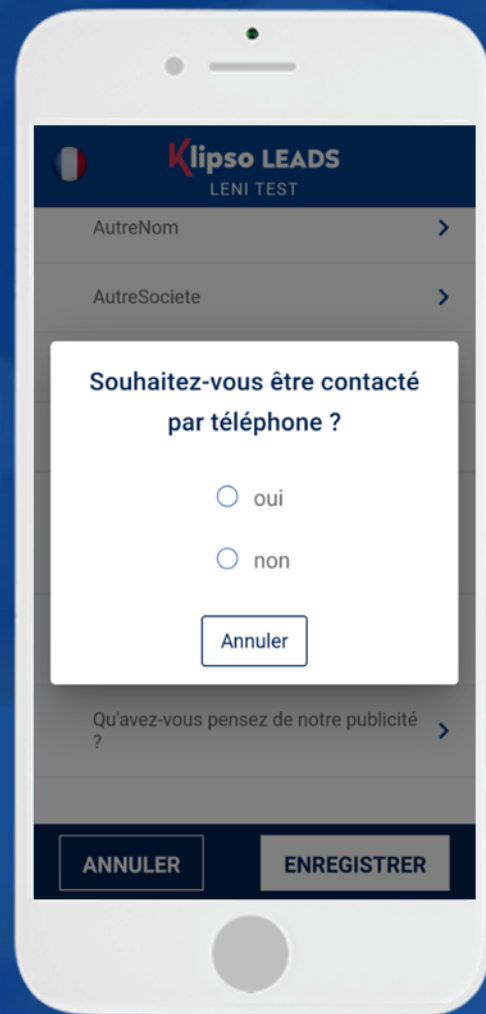 Klipso LEADS
LENI TEST
AutreNom
AutreSociete
Souhaitez-vous être contacté
par téléphone ?
oui
non
Annuler
Qu'avez-vous pensez de notre publicité
?
ANNULER
ENREGISTRER